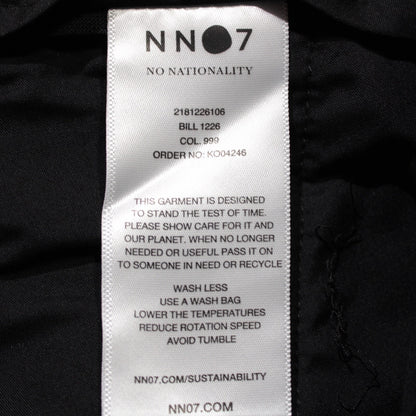 NN●7
NO NATIONALITY
2181226106
BILL 1226
COL. 999
ORDER NO: KO04246
THIS GARMENT IS DESIGNED
TO STAND THE TEST OF TIME.
PLEASE SHOW CARE FOR IT AND
OUR PLANET. WHEN NO LONGER
NEEDED OR USEFUL PASS IT ON
TO SOMEONE IN NEED OR RECYCLE
WASH LESS
USE A WASH BAG
LOWER THE TEMPERATURES
REDUCE ROTATION SPEED
AVOID TUMBLE
NN07.COM/SUSTAINABILITY
NN07.COM